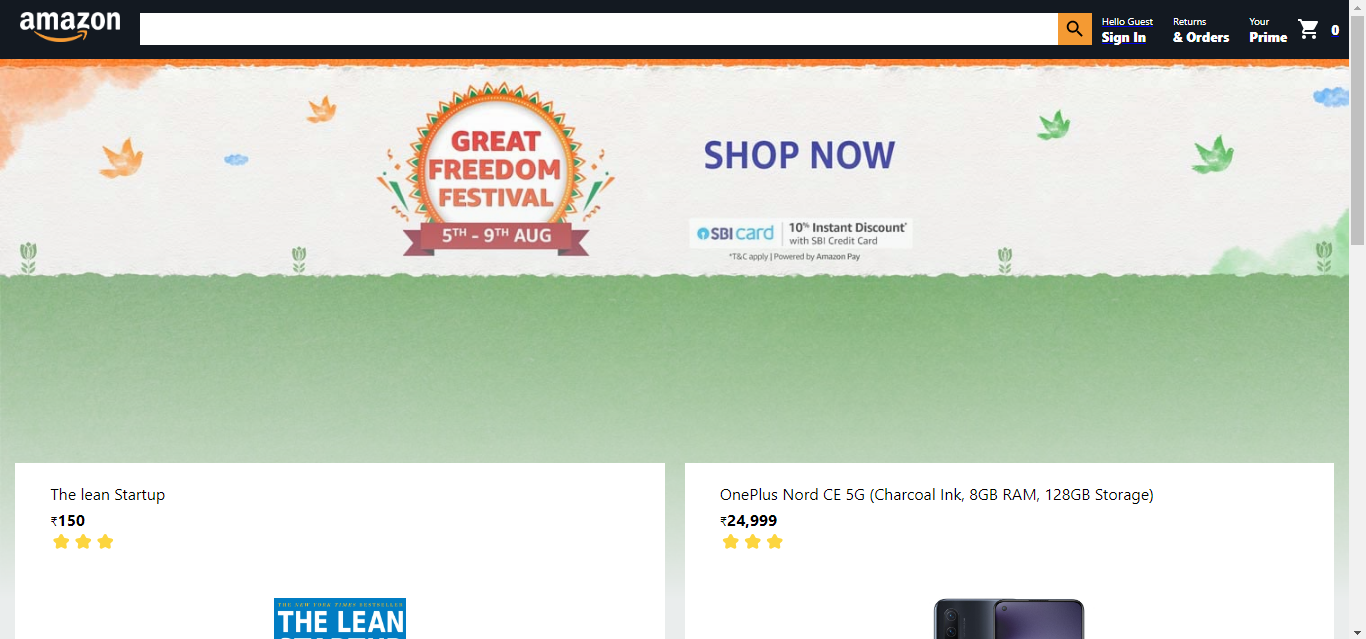 amazon
Hello Guest
Sign In
Returns
& Orders
Your
Prime
0
GREAT
FREEDOM
FESTIVAL
5TH - 9TH AUG
SHOP NOW
SBI card
10% Instant Discount*
with SBI Credit Card
*T&C apply | Powered by Amazon Pay
The lean Startup
₹150
OnePlus Nord CE 5G (Charcoal Ink, 8GB RAM, 128GB Storage)
₹24,999
THE NEW YORK TIMES BESTSELLER
THE LEAN